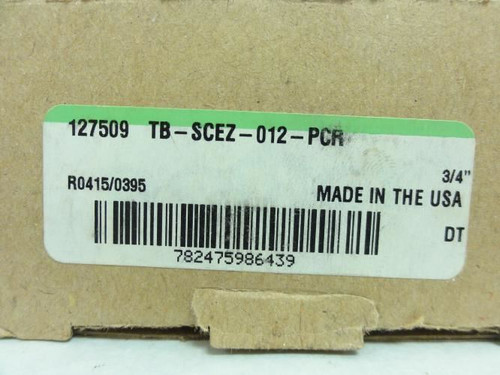 127509 TB-SCEZ-012-PCR
3/4"
R0415/0395
MADE IN THE USA
DT
782475986439